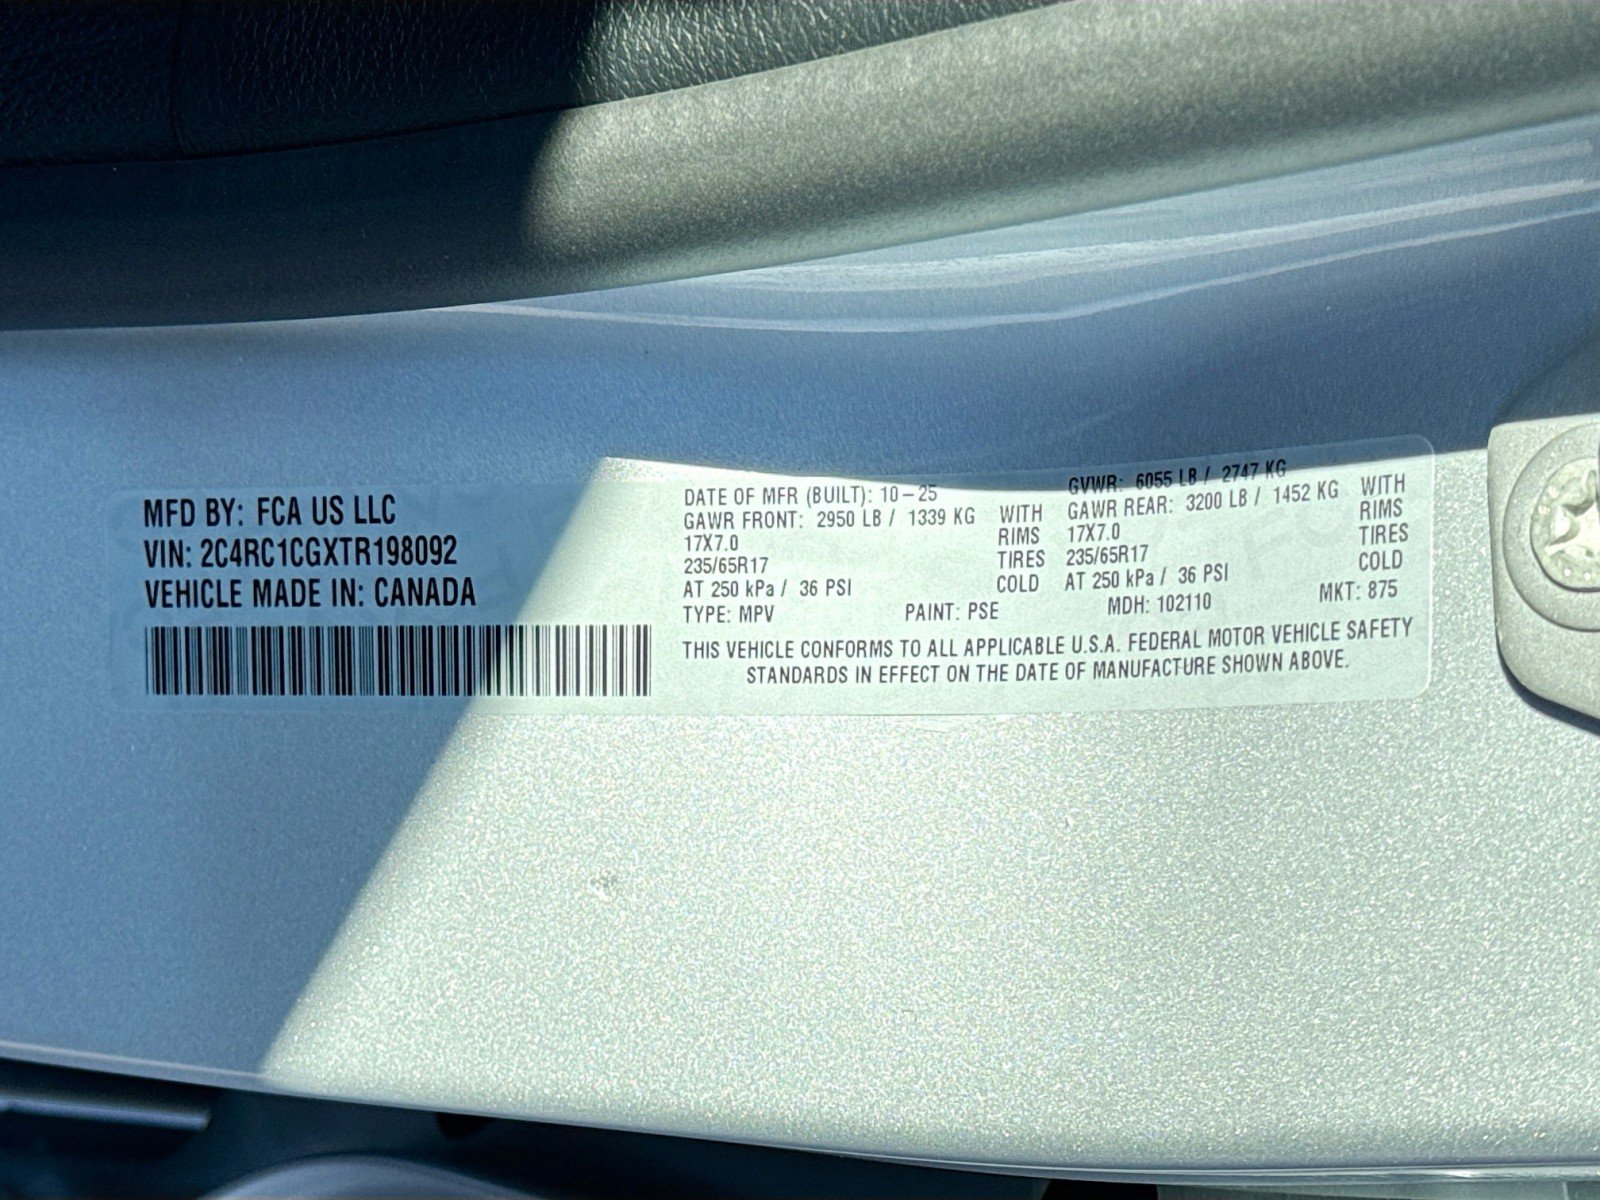 MFD BY: FCA US LLC
VIN: 2C4RC1CGXTR198092
VEHICLE MADE IN: CANADA
DATE OF MFR (BUILT): 10-25
GAWR FRONT: 2950 LB / 1339 KG WITH
17X7.0 RIMS
235/65R17 TIRES
AT 250 kPa / 36 PSI COLD
GVWR: 6055 LB / 2747 KG
GAWR REAR: 3200 LB / 1452 KG WITH
17X7.0 RIMS
235/65R17 TIRES
AT 250 kPa / 36 PSI COLD
TYPE: MPV PAINT: PSE MDH: 102110 MKT: 875
THIS VEHICLE CONFORMS TO ALL APPLICABLE U.S.A. FEDERAL MOTOR VEHICLE SAFETY
STANDARDS IN EFFECT ON THE DATE OF MANUFACTURE SHOWN ABOVE.